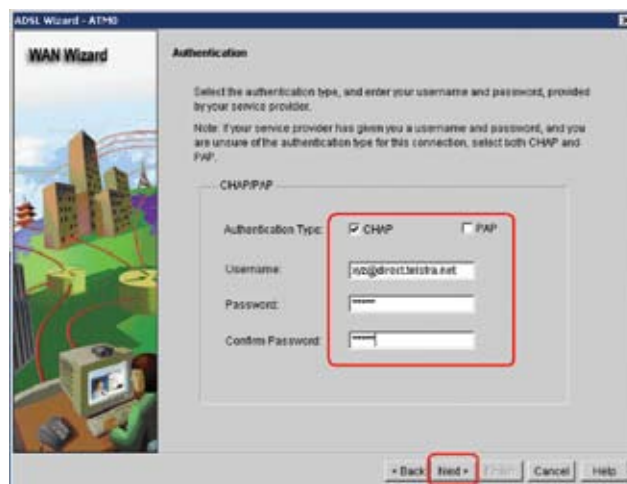 ADSL Wizard - ATM0
WAN Wizard
Authentication
Select the authentication type, and enter your username and password, provided
by your service provider.
Note: If your service provider has given you a username and password, and you
are unsure of the authentication type for this connection, select both CHAP and
PAP.
CHAP/PAP
Authentication Type: CHAP PAP
Username: xyz@direct.telstra.net
Password: ******
Confirm Password: ******
< Back Next > Finish Cancel Help